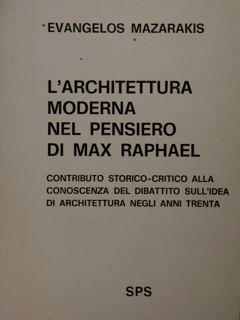 EVANGELOS MAZARAKIS
L'ARCHITETTURA
MODERNA
NEL PENSIERO
DI MAX RAPHAEL
CONTRIBUTO STORICO-CRITICO ALLA
CONOSCENZA DEL DIBATTITO SULL'IDEA
DI ARCHITETTURA NEGLI ANNI TRENTA
SPS